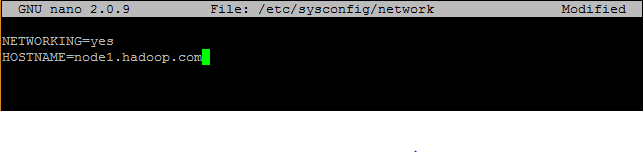 GNU nano 2.0.9 File: /etc/sysconfig/network Modified
NETWORKING=yes
HOSTNAME=node1.hadoop.com